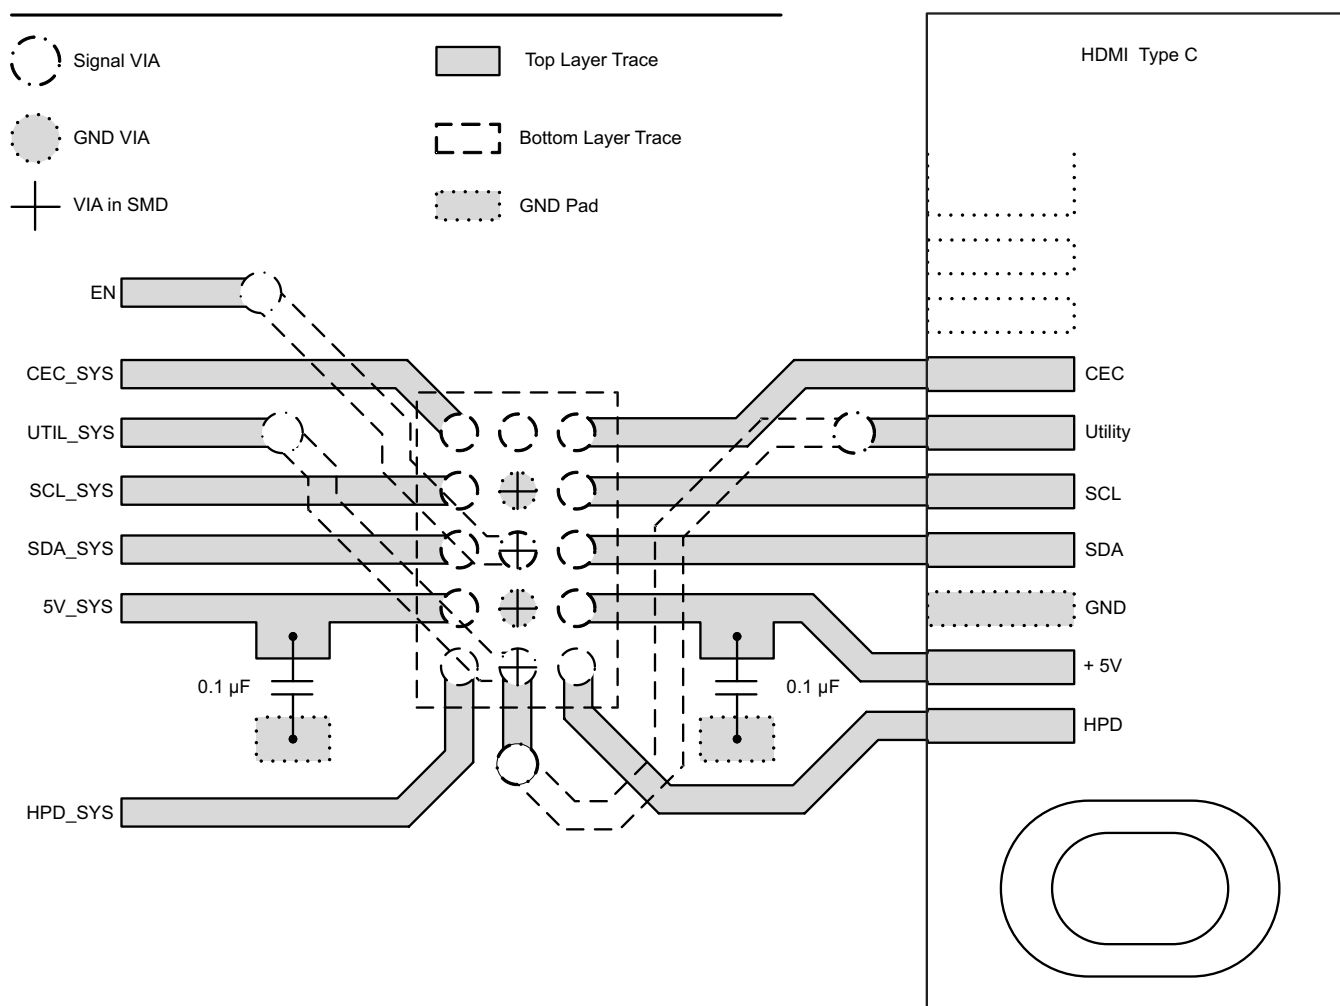 Signal VIA
Top Layer Trace
HDMI Type C
GND VIA
Bottom Layer Trace
VIA in SMD
GND Pad
EN
CEC_SYS
CEC
UTIL_SYS
Utility
SCL_SYS
SCL
SDA_SYS
SDA
5V_SYS
GND
+ 5V
0.1 µF
0.1 µF
HPD
HPD_SYS